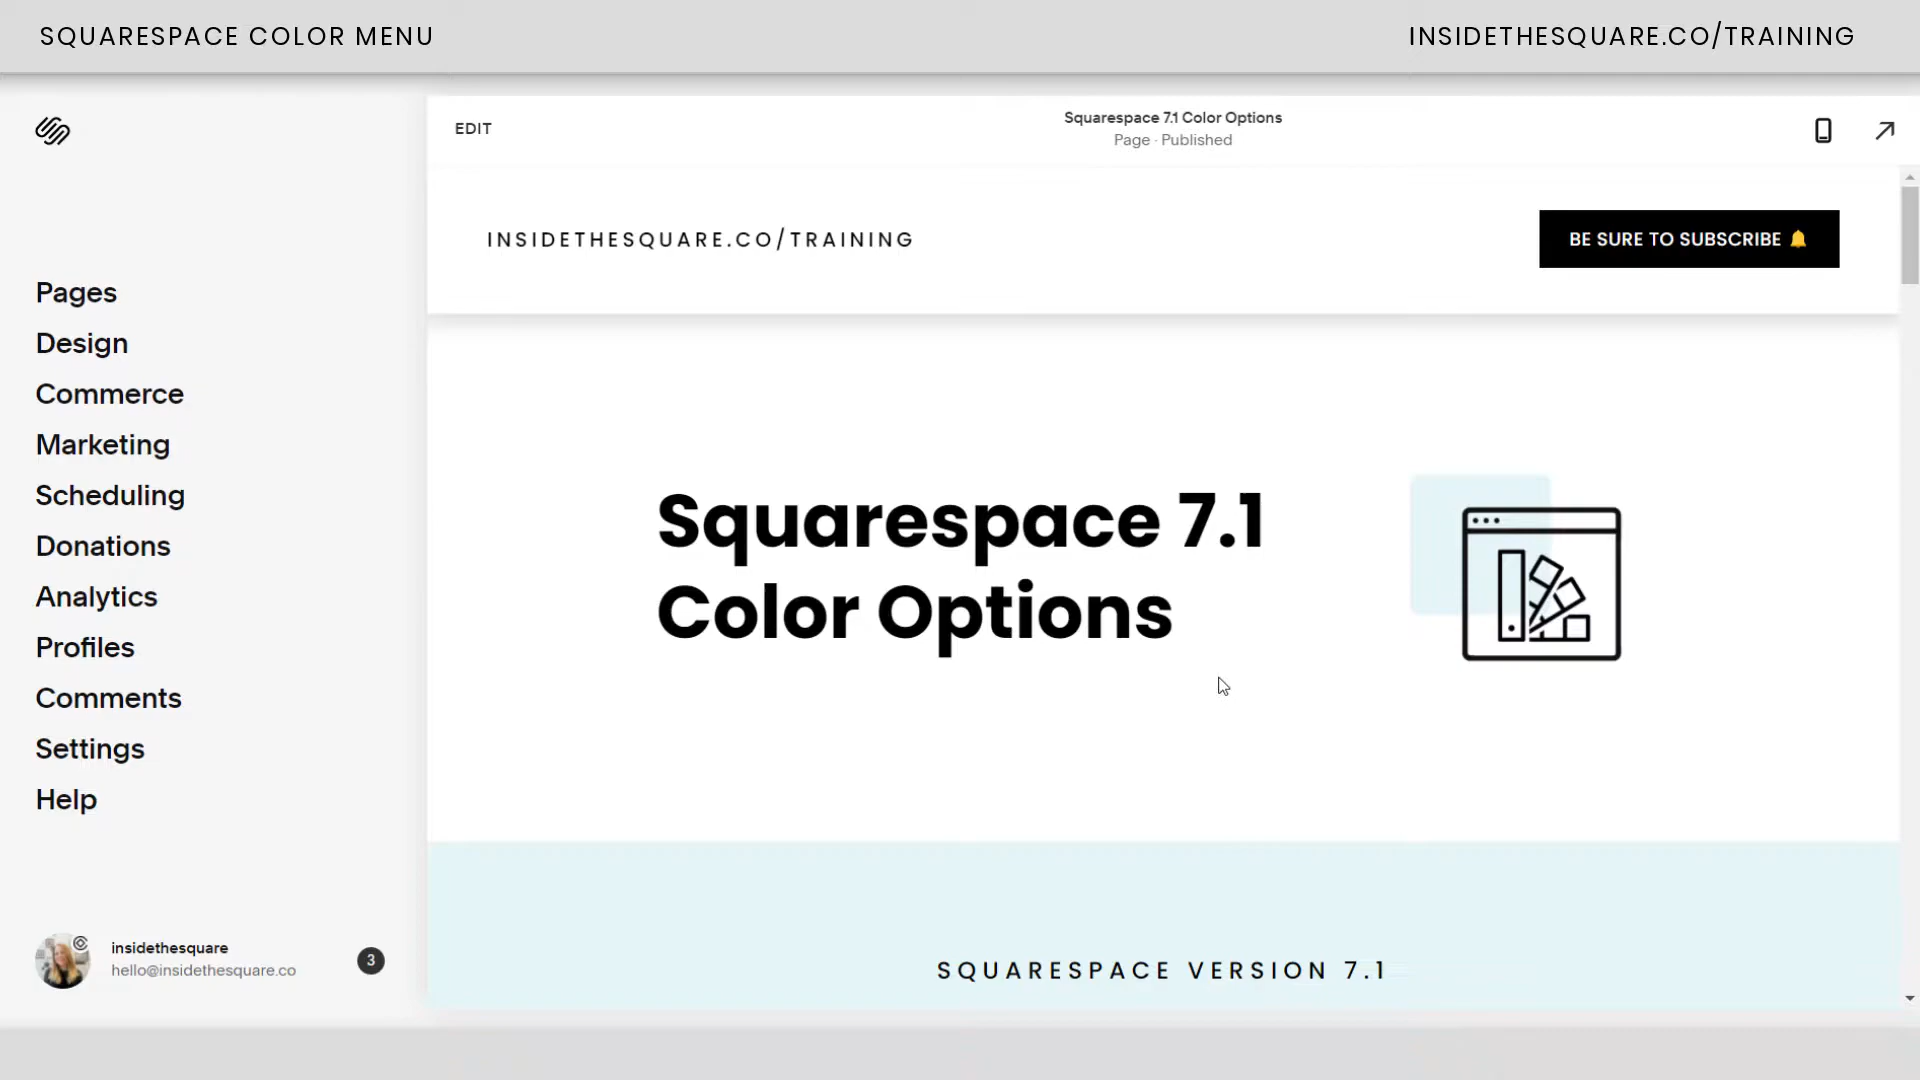 SQUARESPACE COLOR MENU
INSIDETHESQUARE.CO/TRAINING
EDIT
Squarespace 7.1 Color Options
Page · Published
INSIDETHESQUARE.CO/TRAINING
BE SURE TO SUBSCRIBE 🔔
Pages
Design
Commerce
Marketing
Scheduling
Donations
Analytics
Profiles
Comments
Settings
Help
Squarespace 7.1
Color Options
SQUARESPACE VERSION 7.1
insidethesquare
hello@insidethesquare.co
3